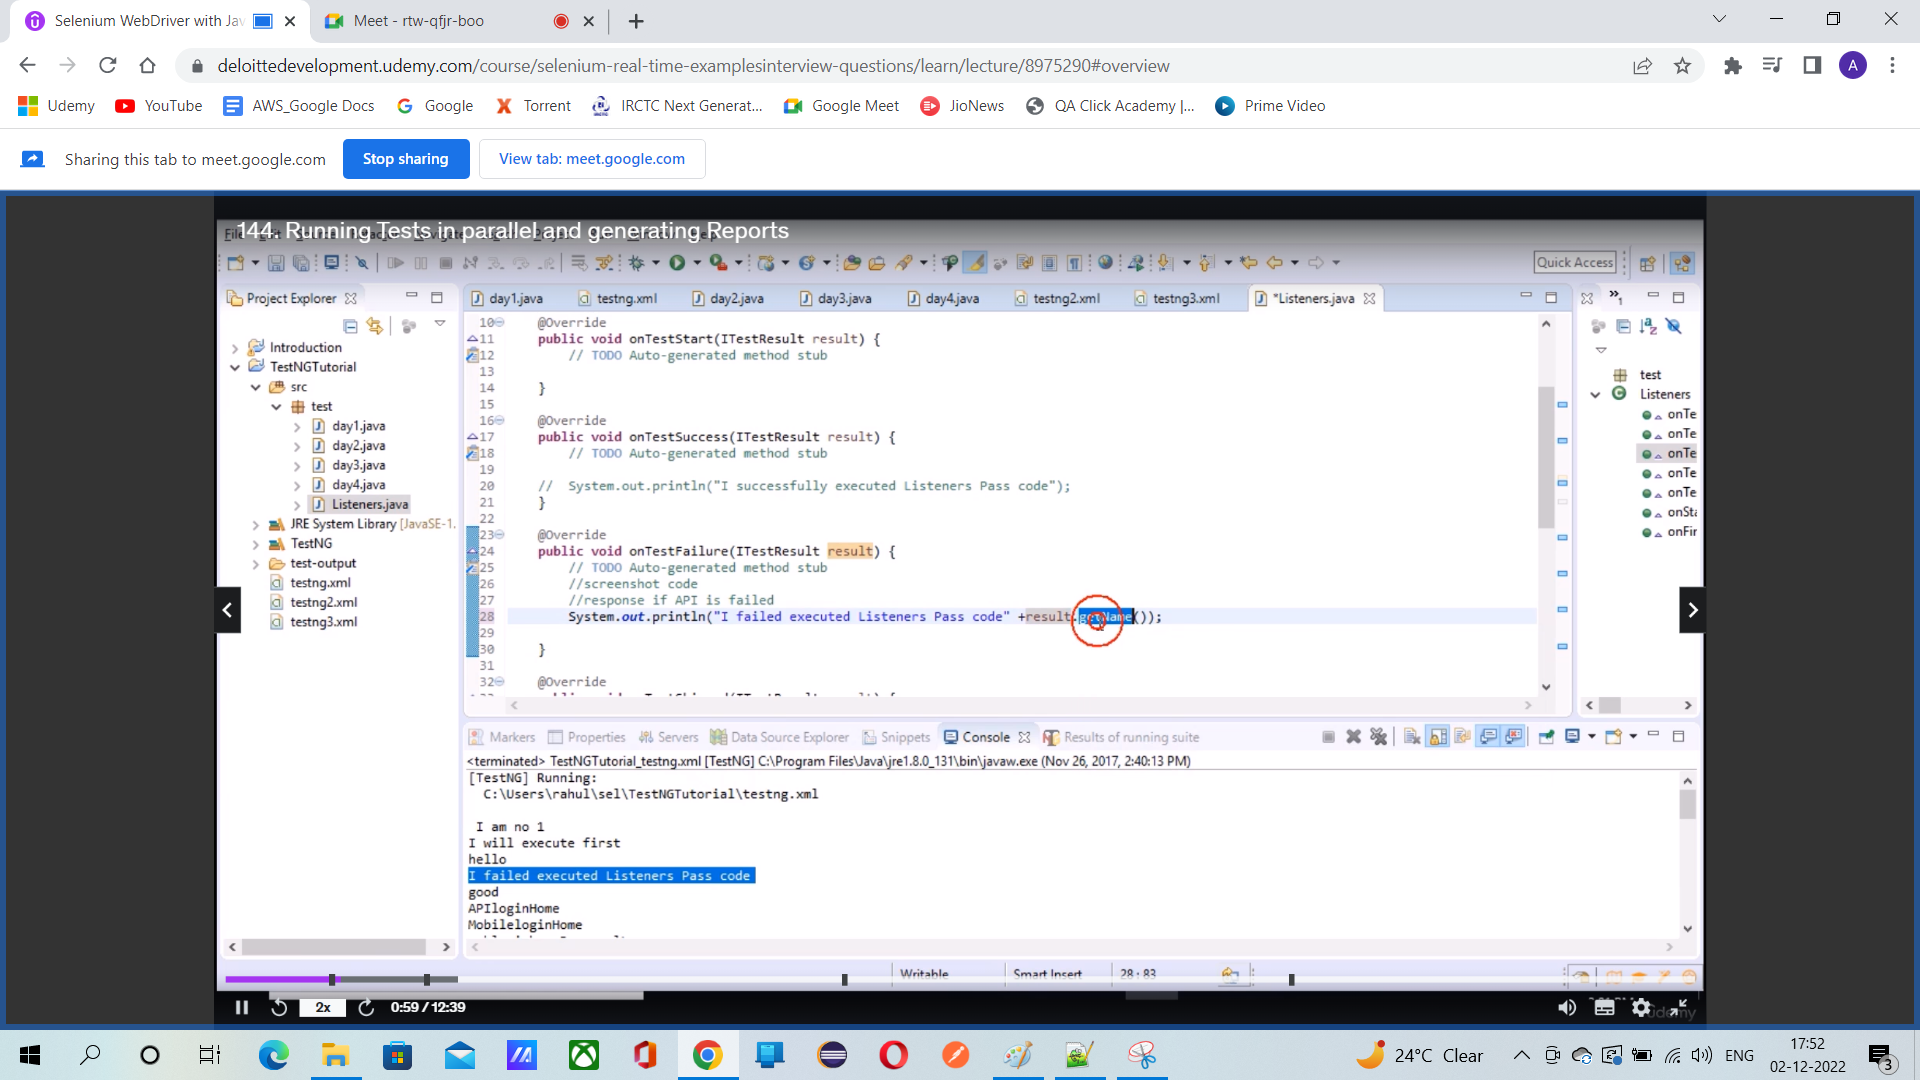 Selenium WebDriver with Jav
Meet - rtw-qfjr-boo
deloittedevelopment.udemy.com/course/selenium-real-time-examplesinterview-questions/learn/lecture/8975290#overview
A
Udemy
YouTube
AWS_Google Docs
Google
Torrent
IRCTC Next Generat...
Google Meet
JioNews
QA Click Academy |...
Prime Video
Sharing this tab to meet.google.com
Stop sharing
View tab: meet.google.com
144. Running Tests in parallel and generating Reports
Quick Access
Project Explorer
day1.java
testng.xml
day2.java
day3.java
day4.java
testng2.xml
testng3.xml
*Listeners.java
Introduction
TestNGTutorial
src
test
day1.java
day2.java
day3.java
day4.java
Listeners.java
JRE System Library [JavaSE-1.
TestNG
test-output
testng.xml
testng2.xml
testng3.xml
10 @Override
11 public void onTestStart(ITestResult result) {
12 // TODO Auto-generated method stub
13
14 }
15
16 @Override
17 public void onTestSuccess(ITestResult result) {
18 // TODO Auto-generated method stub
19
20 // System.out.println("I successfully executed Listeners Pass code");
21 }
22
23 @Override
24 public void onTestFailure(ITestResult result) {
25 // TODO Auto-generated method stub
26 //screenshot code
27 //response if API is failed
28 System.out.println("I failed executed Listeners Pass code" +result.getName());
29
30 }
31
32 @Override
test
Listeners
onTe
onTe
onTe
onTe
onTe
onSta
onFir
Markers
Properties
Servers
Data Source Explorer
Snippets
Console
Results of running suite
<terminated> TestNGTutorial_testng.xml [TestNG] C:\Program Files\Java\jre1.8.0_131\bin\javaw.exe (Nov 26, 2017, 2:40:13 PM)
[TestNG] Running:
C:\Users\rahul\sel\TestNGTutorial\testng.xml
I am no 1
I will execute first
hello
I failed executed Listeners Pass code
good
APIloginHome
MobileloginHome
Writable
Smart Insert
28 : 83
2x
0:59 / 12:39
udemy
24°C Clear
ENG
17:52
02-12-2022
3